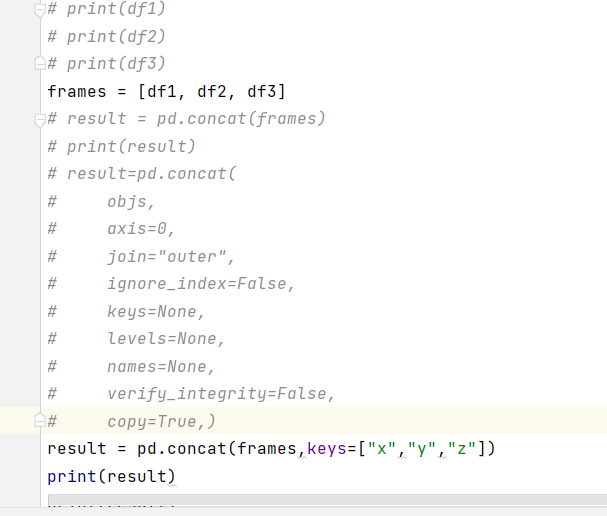 # print(df1)
# print(df2)
# print(df3)
frames = [df1, df2, df3]
# result = pd.concat(frames)
# print(result)
# result=pd.concat(
#     objs,
#     axis=0,
#     join="outer",
#     ignore_index=False,
#     keys=None,
#     levels=None,
#     names=None,
#     verify_integrity=False,
#     copy=True,)
result = pd.concat(frames,keys=["x","y","z"])
print(result)